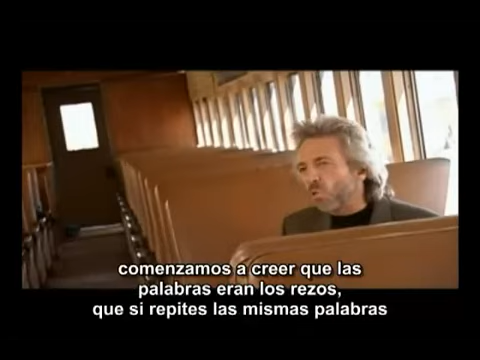 comenzamos a creer que las
palabras eran los rezos,
que si repites las mismas palabras